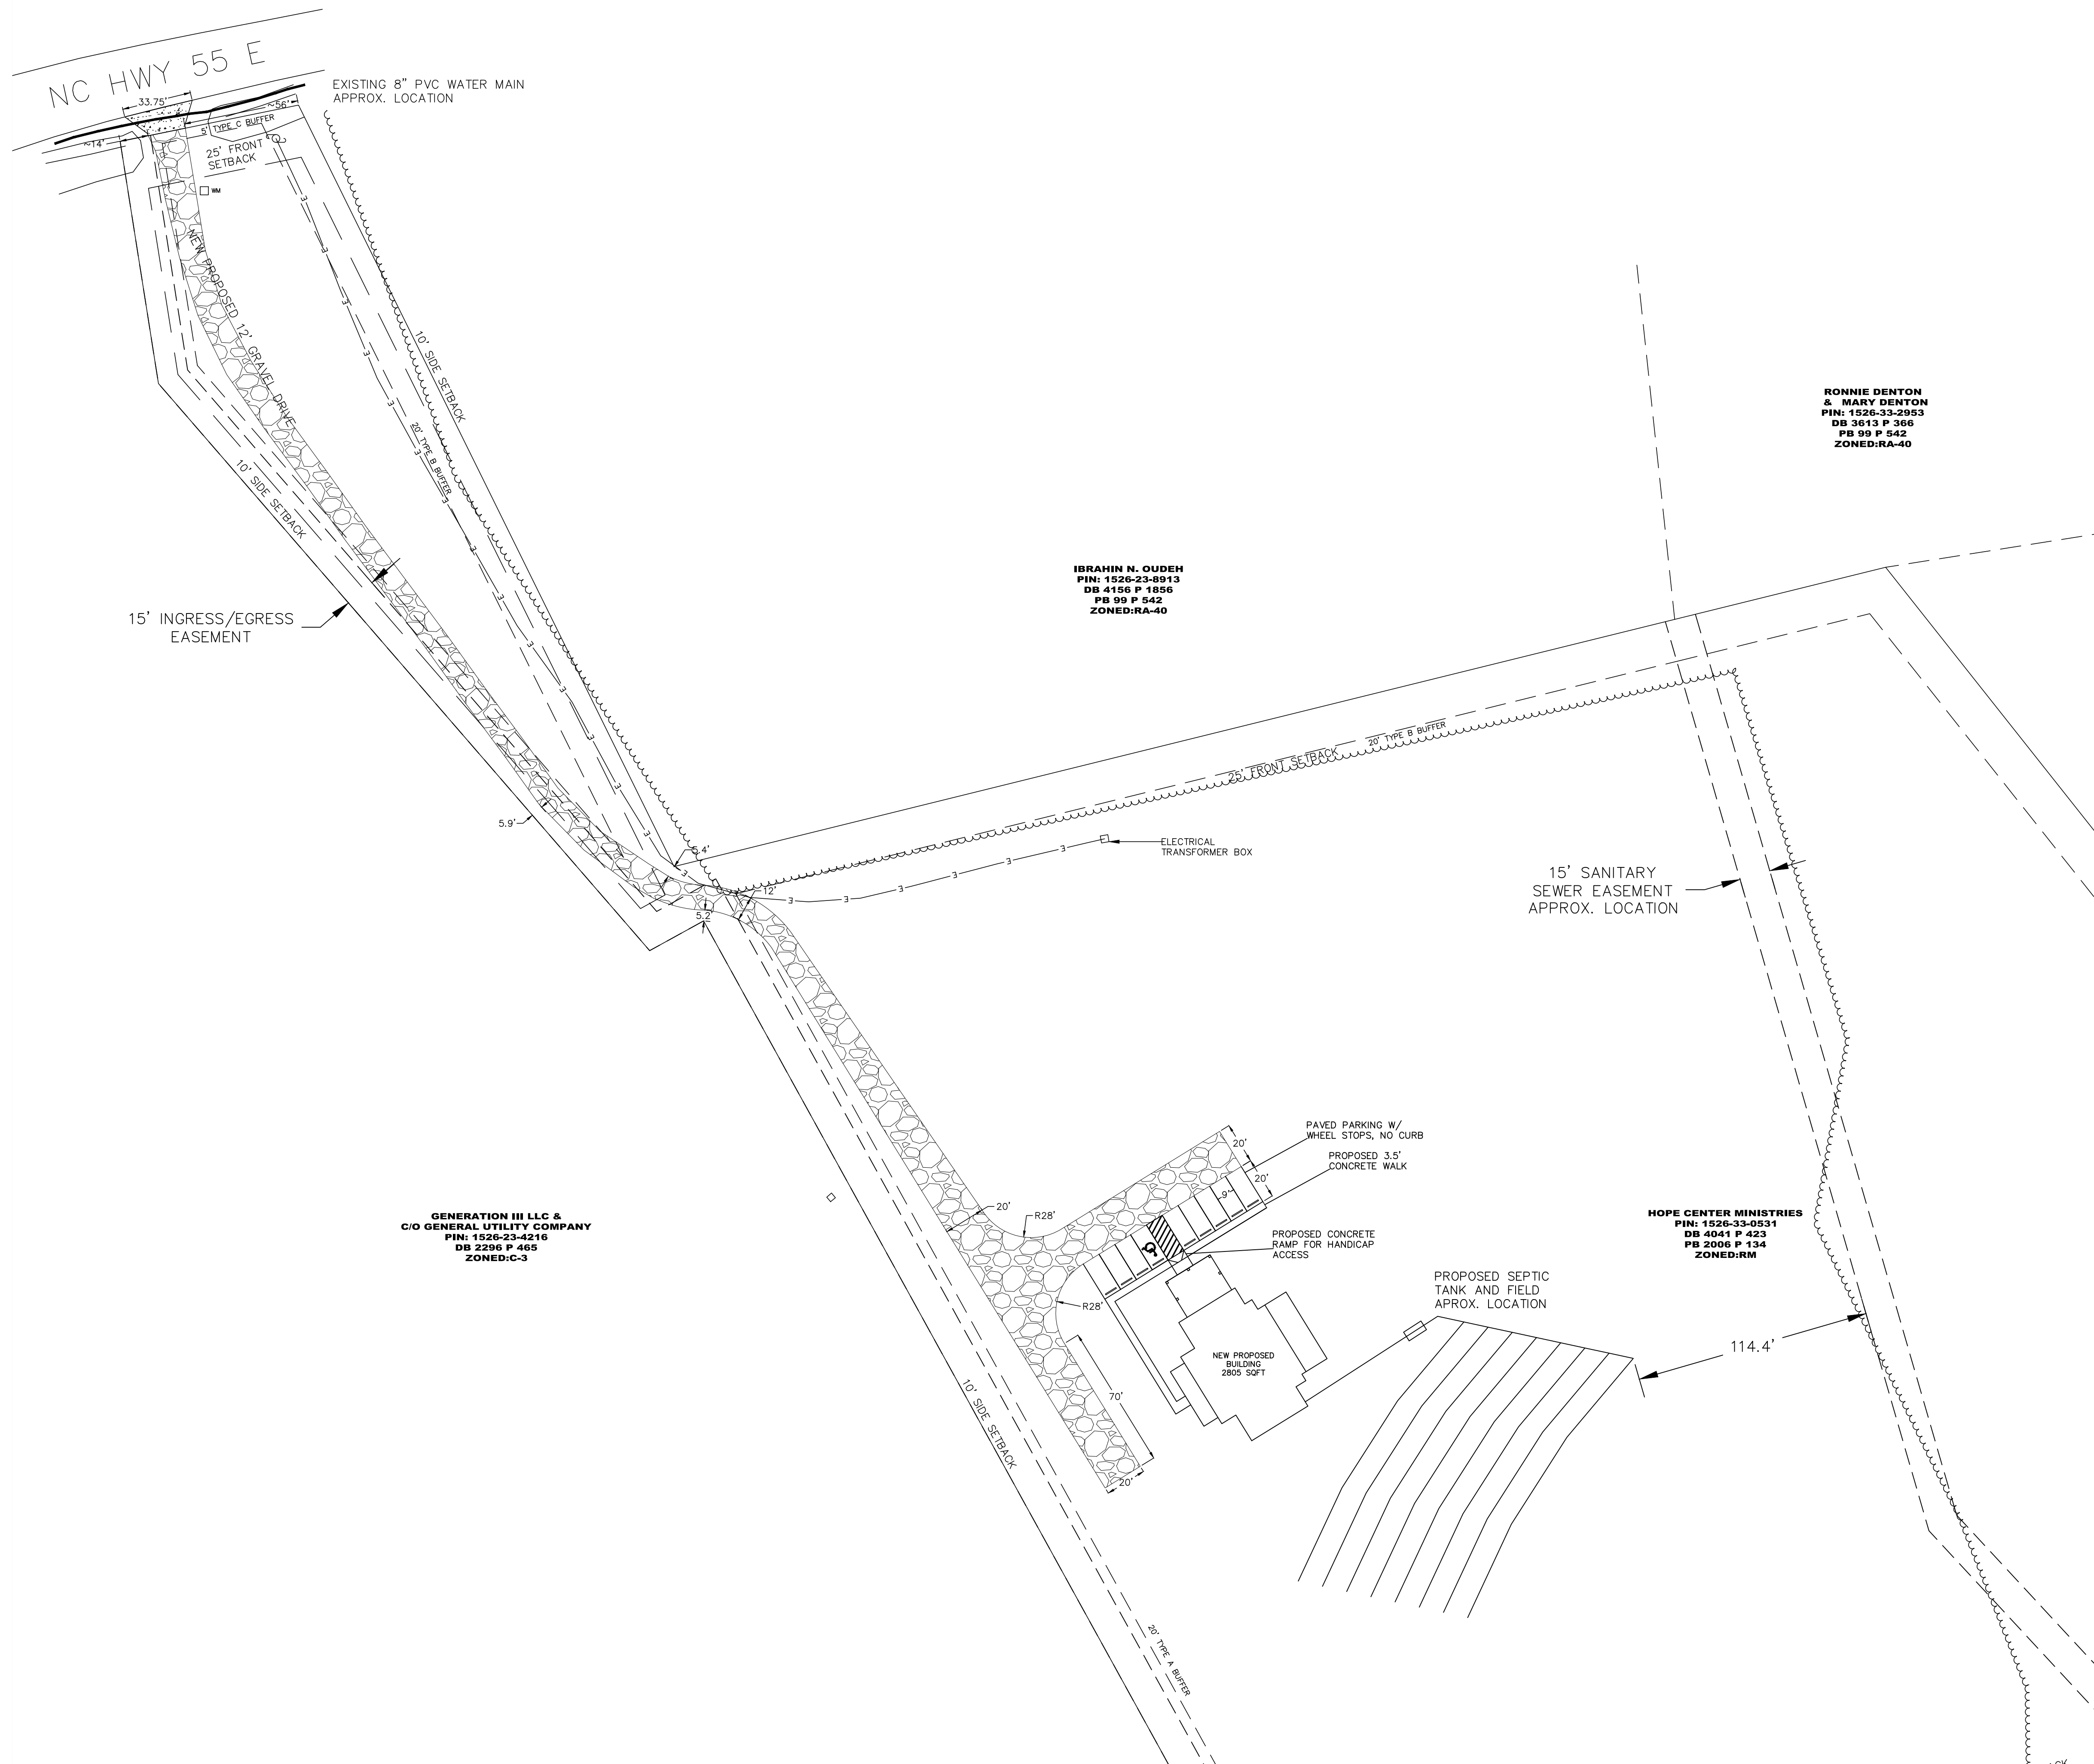 NC HWY 55 E
EXISTING 8" PVC WATER MAIN
APPROX. LOCATION
33.75'
~56'
5' TYPE C BUFFER
~14'
25' FRONT
SETBACK
WM
NEW PROPOSED 12' GRAVEL DRIVE
10' SIDE SETBACK
20' TYPE B BUFFER
10' SIDE SETBACK
15' INGRESS/EGRESS
EASEMENT
RONNIE DENTON
& MARY DENTON
PIN: 1526-33-2953
DB 3613 P 366
PB 99 P 542
ZONED:RA-40
IBRAHIN N. OUDEH
PIN: 1526-23-8913
DB 4156 P 1856
PB 99 P 542
ZONED:RA-40
20' TYPE B BUFFER
25' FRONT SETBACK
5.9'
5.4'
12'
5.2'
ELECTRICAL
TRANSFORMER BOX
15' SANITARY
SEWER EASEMENT
APPROX. LOCATION
PAVED PARKING W/
WHEEL STOPS, NO CURB
PROPOSED 3.5'
CONCRETE WALK
20'
20'
9'
20'
R28'
PROPOSED CONCRETE
RAMP FOR HANDICAP
ACCESS
GENERATION III LLC &
C/O GENERAL UTILITY COMPANY
PIN: 1526-23-4216
DB 2296 P 465
ZONED:C-3
HOPE CENTER MINISTRIES
PIN: 1526-33-0531
DB 4041 P 423
PB 2006 P 134
ZONED:RM
PROPOSED SEPTIC
TANK AND FIELD
APROX. LOCATION
R28'
NEW PROPOSED
BUILDING
2805 SQFT
114.4'
70'
10' SIDE SETBACK
20'
20' TYPE A BUFFER